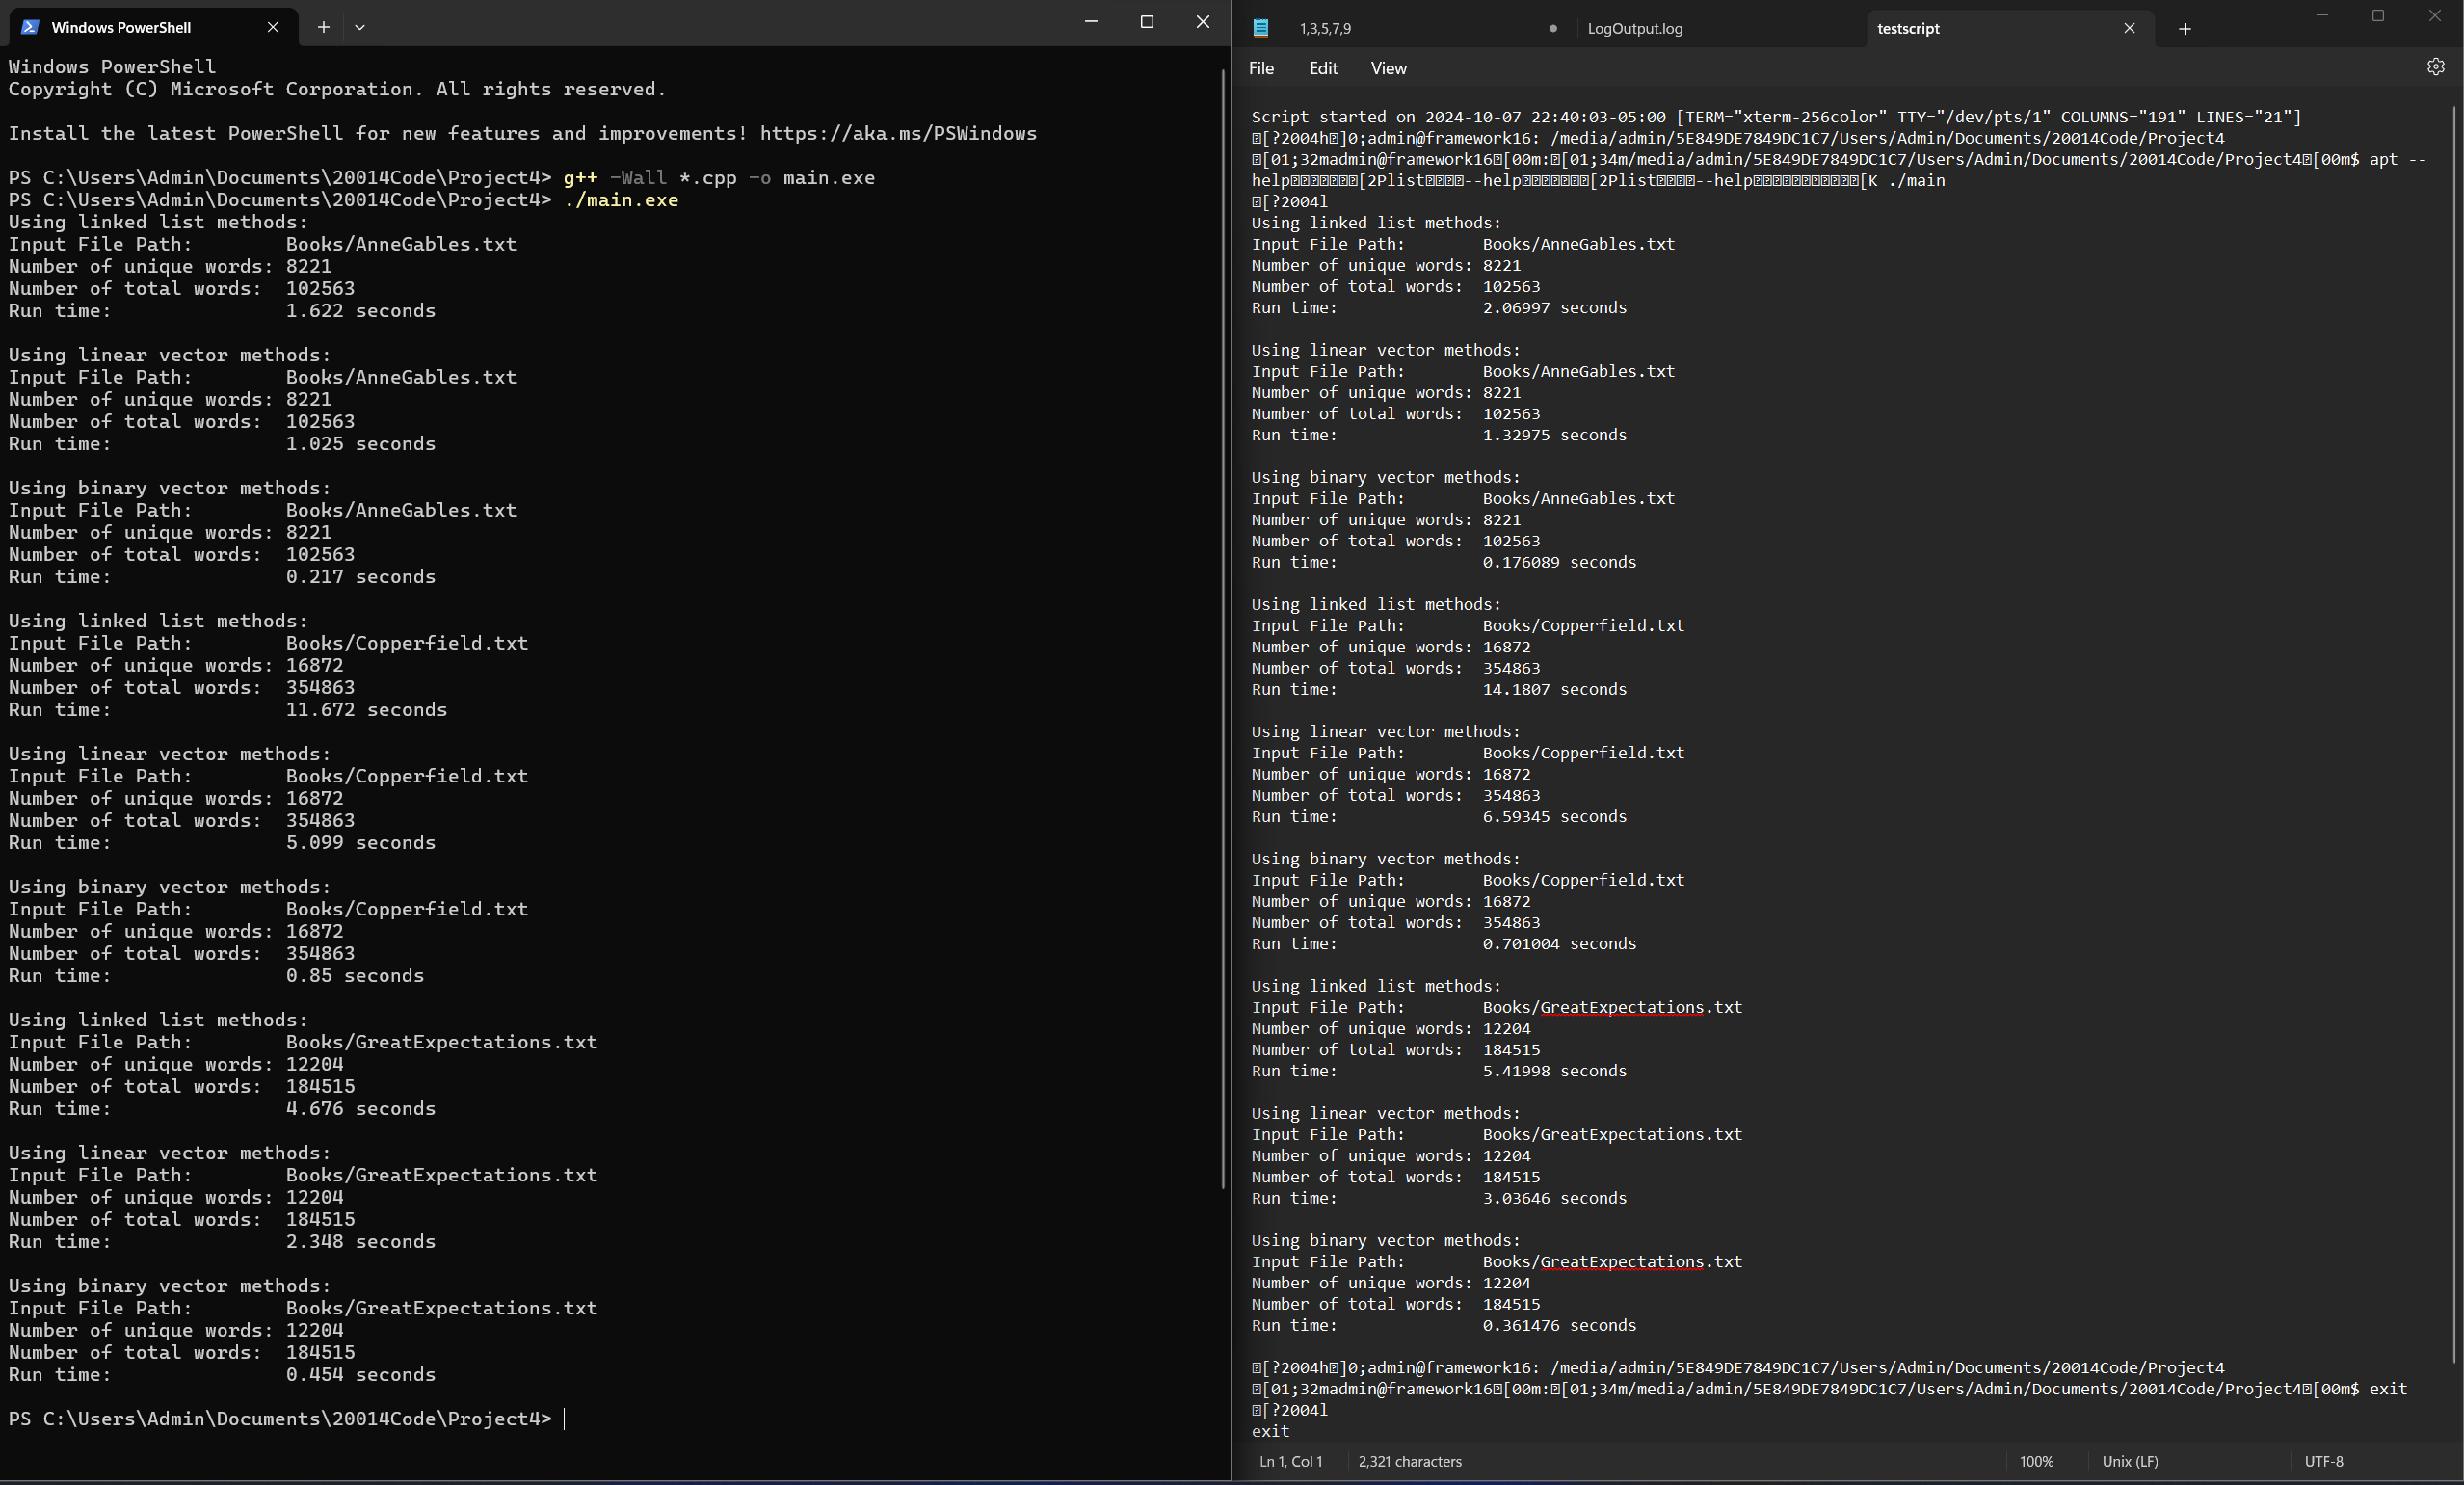 Windows PowerShell
Windows PowerShell
Copyright (C) Microsoft Corporation. All rights reserved.
Install the latest PowerShell for new features and improvements! https://aka.ms/PSWindows
PS C:\Users\Admin\Documents\20014Code\Project4> g++ -Wall *.cpp -o main.exe
PS C:\Users\Admin\Documents\20014Code\Project4> ./main.exe
Using linked list methods:
Input File Path:        Books/AnneGables.txt
Number of unique words: 8221
Number of total words:  102563
Run time:               1.622 seconds
Using linear vector methods:
Input File Path:        Books/AnneGables.txt
Number of unique words: 8221
Number of total words:  102563
Run time:               1.025 seconds
Using binary vector methods:
Input File Path:        Books/AnneGables.txt
Number of unique words: 8221
Number of total words:  102563
Run time:               0.217 seconds
Using linked list methods:
Input File Path:        Books/Copperfield.txt
Number of unique words: 16872
Number of total words:  354863
Run time:               11.672 seconds
Using linear vector methods:
Input File Path:        Books/Copperfield.txt
Number of unique words: 16872
Number of total words:  354863
Run time:               5.099 seconds
Using binary vector methods:
Input File Path:        Books/Copperfield.txt
Number of unique words: 16872
Number of total words:  354863
Run time:               0.85 seconds
Using linked list methods:
Input File Path:        Books/GreatExpectations.txt
Number of unique words: 12204
Number of total words:  184515
Run time:               4.676 seconds
Using linear vector methods:
Input File Path:        Books/GreatExpectations.txt
Number of unique words: 12204
Number of total words:  184515
Run time:               2.348 seconds
Using binary vector methods:
Input File Path:        Books/GreatExpectations.txt
Number of unique words: 12204
Number of total words:  184515
Run time:               0.454 seconds
PS C:\Users\Admin\Documents\20014Code\Project4>
1,3,5,7,9 LogOutput.log testscript
File Edit View
Script started on 2024-10-07 22:40:03-05:00 [TERM="xterm-256color" TTY="/dev/pts/1" COLUMNS="191" LINES="21"]
[?2004h]0;admin@framework16: /media/admin/5E849DE7849DC1C7/Users/Admin/Documents/20014Code/Project4
[01;32madmin@framework16[00m:[01;34m/media/admin/5E849DE7849DC1C7/Users/Admin/Documents/20014Code/Project4[00m$ apt --
help[2Plist--help[2Plist--help[K ./main
[?2004l
Using linked list methods:
Input File Path:        Books/AnneGables.txt
Number of unique words: 8221
Number of total words:  102563
Run time:               2.06997 seconds
Using linear vector methods:
Input File Path:        Books/AnneGables.txt
Number of unique words: 8221
Number of total words:  102563
Run time:               1.32975 seconds
Using binary vector methods:
Input File Path:        Books/AnneGables.txt
Number of unique words: 8221
Number of total words:  102563
Run time:               0.176089 seconds
Using linked list methods:
Input File Path:        Books/Copperfield.txt
Number of unique words: 16872
Number of total words:  354863
Run time:               14.1807 seconds
Using linear vector methods:
Input File Path:        Books/Copperfield.txt
Number of unique words: 16872
Number of total words:  354863
Run time:               6.59345 seconds
Using binary vector methods:
Input File Path:        Books/Copperfield.txt
Number of unique words: 16872
Number of total words:  354863
Run time:               0.701004 seconds
Using linked list methods:
Input File Path:        Books/GreatExpectations.txt
Number of unique words: 12204
Number of total words:  184515
Run time:               5.41998 seconds
Using linear vector methods:
Input File Path:        Books/GreatExpectations.txt
Number of unique words: 12204
Number of total words:  184515
Run time:               3.03646 seconds
Using binary vector methods:
Input File Path:        Books/GreatExpectations.txt
Number of unique words: 12204
Number of total words:  184515
Run time:               0.361476 seconds
[?2004h]0;admin@framework16: /media/admin/5E849DE7849DC1C7/Users/Admin/Documents/20014Code/Project4
[01;32madmin@framework16[00m:[01;34m/media/admin/5E849DE7849DC1C7/Users/Admin/Documents/20014Code/Project4[00m$ exit
[?2004l
exit
Ln 1, Col 1 2,321 characters 100% Unix (LF) UTF-8